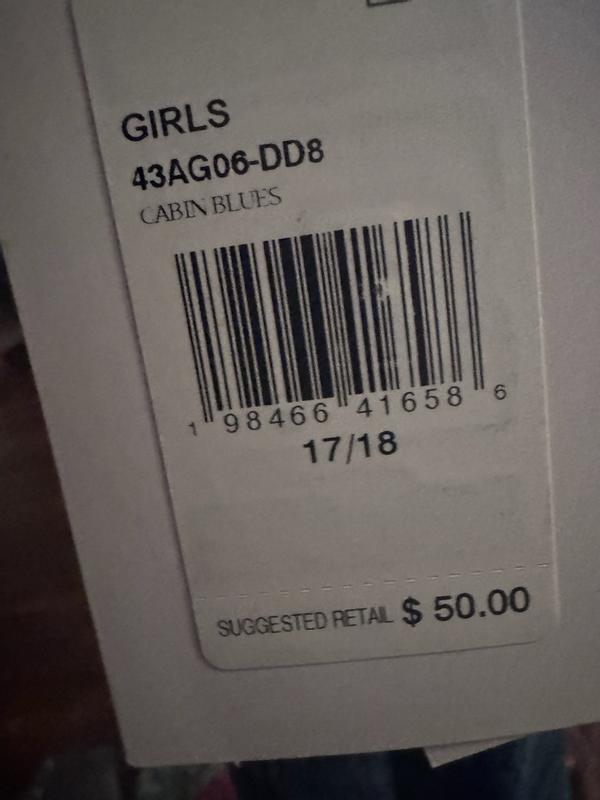 GIRLS
43AG06-DD8
CABIN BLUES
1 98466 41658 6
17/18
SUGGESTED RETAIL $ 50.00